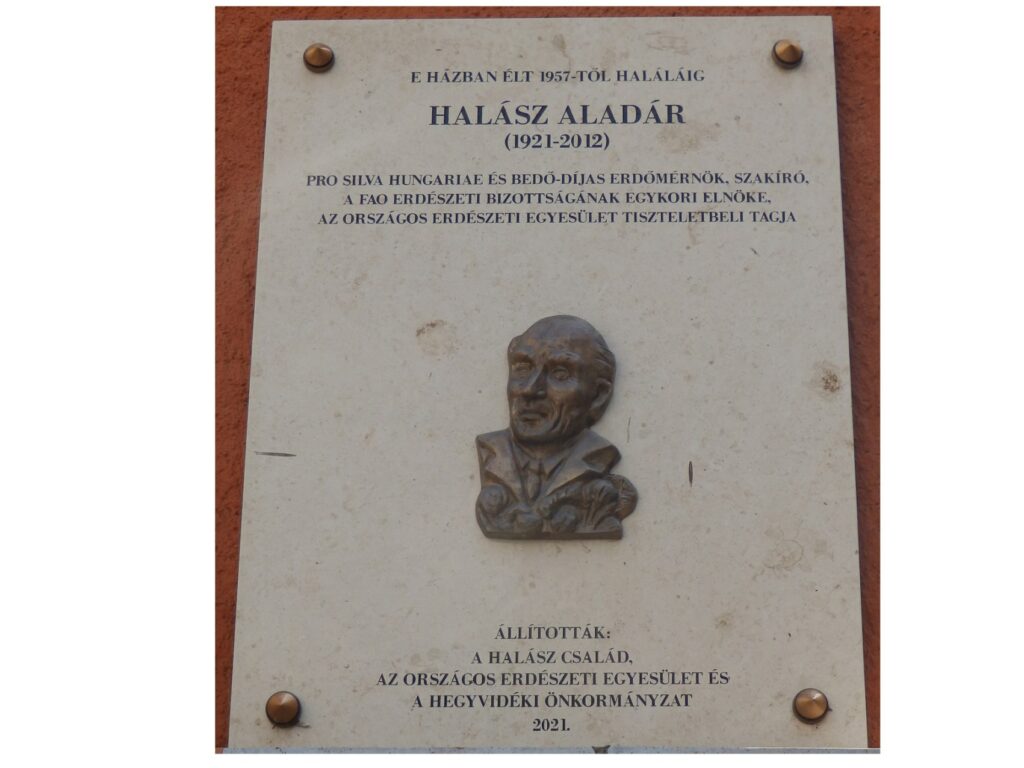 E HÁZBAN ÉLT 1957-TŐL HALÁLÁIG
HALÁSZ ALADÁR
(1921-2012)
PRO SILVA HUNGARIAE ÉS BEDŐ-DÍJAS ERDŐMÉRNÖK, SZAKÍRÓ,
A FAO ERDÉSZETI BIZOTTSÁGÁNAK EGYKORI ELNÖKE,
AZ ORSZÁGOS ERDÉSZETI EGYESÜLET TISZTELETBELI TAGJA
ÁLLÍTOTTÁK:
A HALÁSZ CSALÁD,
AZ ORSZÁGOS ERDÉSZETI EGYESÜLET ÉS
A HEGYVIDÉKI ÖNKORMÁNYZAT
2021.